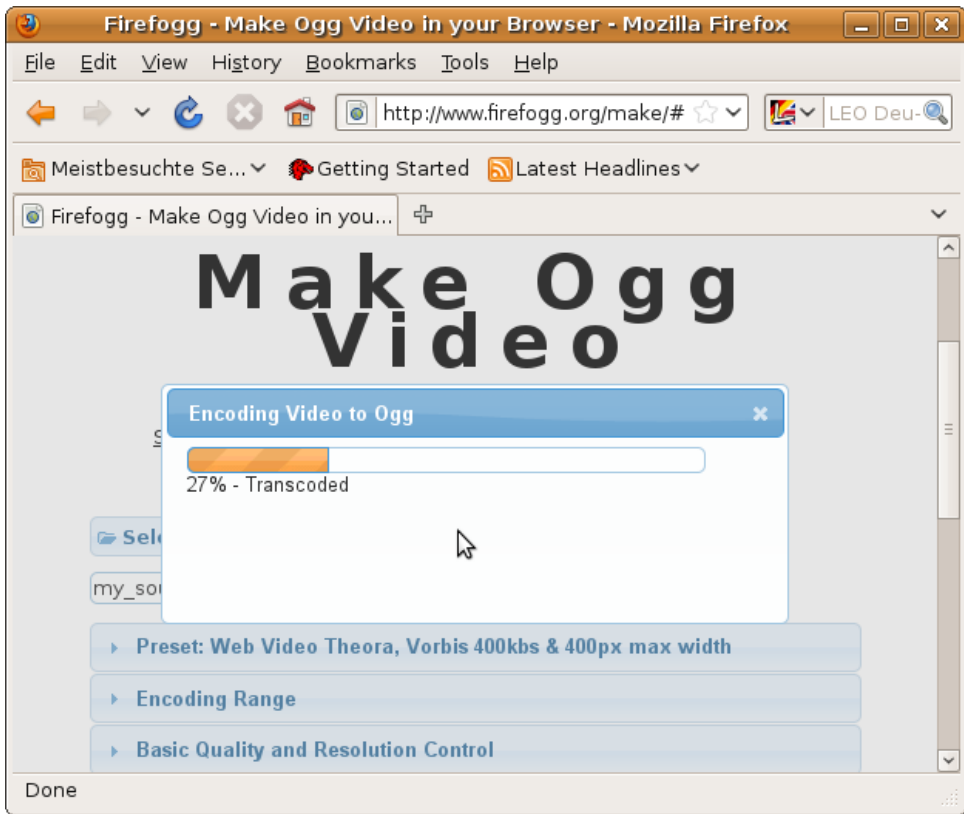 Firefogg - Make Ogg Video in your Browser - Mozilla Firefox
File Edit View History Bookmarks Tools Help
http://www.firefogg.org/make/# LEO Deu-
Meistbesuchte Se... Getting Started Latest Headlines
Firefogg - Make Ogg Video in you...
Make Ogg
Video
Encoding Video to Ogg
27% - Transcoded
Preset: Web Video Theora, Vorbis 400kbs & 400px max width
Encoding Range
Basic Quality and Resolution Control
Done